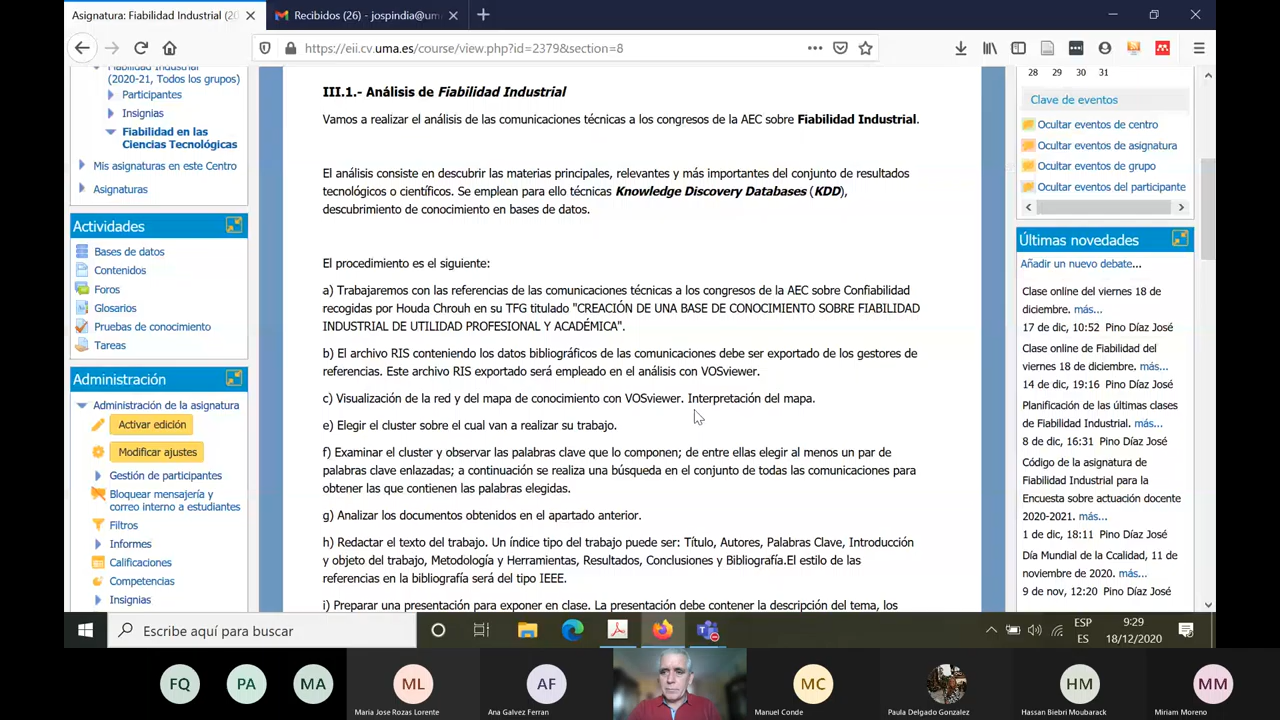 Asignatura: Fiabilidad Industrial (20
Recibidos (26) - jospindia@um
https://eii.cv.uma.es/course/view.php?id=2379&section=8
Fiabilidad Industrial
(2020-21, Todos los grupos)
Participantes
Insignias
Fiabilidad en las
Ciencias Tecnológicas
Mis asignaturas en este Centro
Asignaturas
Actividades
Bases de datos
Contenidos
Foros
Glosarios
Pruebas de conocimiento
Tareas
Administración
Administración de la asignatura
Activar edición
Modificar ajustes
Gestión de participantes
Bloquear mensajería y
correo interno a estudiantes
Filtros
Informes
Calificaciones
Competencias
Insignias
III.1.- Análisis de Fiabilidad Industrial
Vamos a realizar el análisis de las comunicaciones técnicas a los congresos de la AEC sobre Fiabilidad Industrial.
El análisis consiste en descubrir las materias principales, relevantes y más importantes del conjunto de resultados
tecnológicos o científicos. Se emplean para ello técnicas Knowledge Discovery Databases (KDD),
descubrimiento de conocimiento en bases de datos.
El procedimiento es el siguiente:
a) Trabajaremos con las referencias de las comunicaciones técnicas a los congresos de la AEC sobre Confiabilidad
recogidas por Houda Chrouh en su TFG titulado "CREACIÓN DE UNA BASE DE CONOCIMIENTO SOBRE FIABILIDAD
INDUSTRIAL DE UTILIDAD PROFESIONAL Y ACADÉMICA".
b) El archivo RIS conteniendo los datos bibliográficos de las comunicaciones debe ser exportado de los gestores de
referencias. Este archivo RIS exportado será empleado en el análisis con VOSviewer.
c) Visualización de la red y del mapa de conocimiento con VOSviewer. Interpretación del mapa.
e) Elegir el cluster sobre el cual van a realizar su trabajo.
f) Examinar el cluster y observar las palabras clave que lo componen; de entre ellas elegir al menos un par de
palabras clave enlazadas; a continuación se realiza una búsqueda en el conjunto de todas las comunicaciones para
obtener las que contienen las palabras elegidas.
g) Analizar los documentos obtenidos en el apartado anterior.
h) Redactar el texto del trabajo. Un índice tipo del trabajo puede ser: Título, Autores, Palabras Clave, Introducción
y objeto del trabajo, Metodología y Herramientas, Resultados, Conclusiones y Bibliografía.El estilo de las
referencias en la bibliografía será del tipo IEEE.
i) Preparar una presentación para exponer en clase. La presentación debe contener la descripción del tema, los
28 29 30 31
Clave de eventos
Ocultar eventos de centro
Ocultar eventos de asignatura
Ocultar eventos de grupo
Ocultar eventos del participante
Últimas novedades
Añadir un nuevo debate...
Clase online del viernes 18 de
diciembre. más...
17 de dic, 10:52 Pino Díaz José
Clase online de Fiabilidad del
viernes 18 de diciembre. más...
14 de dic, 19:16 Pino Díaz José
Planificación de las últimas clases
de Fiabilidad. más...
8 de dic, 16:31 Pino Díaz José
Código de la asignatura de
Fiabilidad Industrial para la
Encuesta sobre actuación docente
2020-2021. más...
1 de dic, 18:11 Pino Díaz José
Día Mundial de la Ccalidad, 11 de
noviembre de 2020. más...
9 de nov, 12:20 Pino Díaz José
Escribe aquí para buscar
ESP
ES
9:29
18/12/2020
FQ
PA
MA
ML
Maria Jose Rozas Lorente
AF
Ana Galvez Ferran
MC
Manuel Conde
Paula Delgado Gonzalez
HM
Hassan Biebri Moubarack
MM
Miriam Moreno